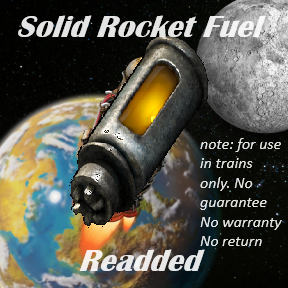 Solid Rocket Fuel
note: for use
in trains
only. No
guarantee
No warranty
No return
Readded